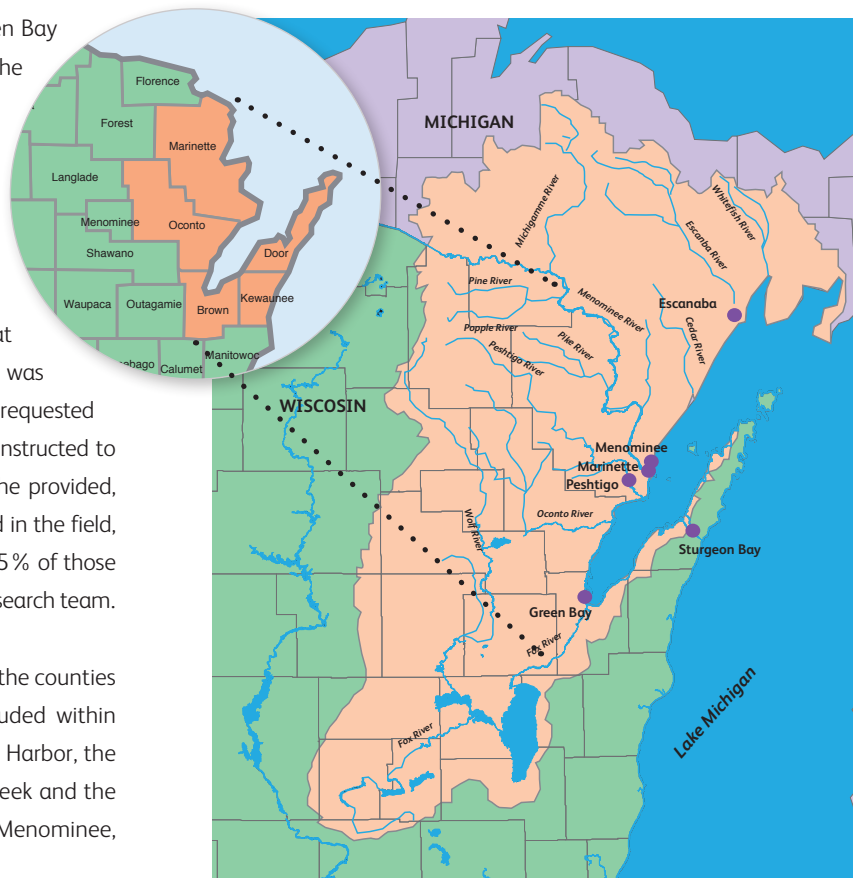 en Bay
he
at
was
requested
nstructed to
ne provided,
d in the field,
5% of those
search team.
the counties
uded within
Harbor, the
eek and the
Menominee,
Florence
Forest
Marinette
Langlade
Menominee
Oconto
Shawano
Door
Waupaca
Outagamie
Brown
Kewaunee
ebago
Calumet
Manitowoc
MICHIGAN
Michigamme River
Whitefish River
Escanba River
Pine River
Menominee River
Escanaba
Popple River
Pike River
Cedar River
Peshtigo River
WISCOSIN
Menominee
Marinette
Peshtigo
Wolf River
Oconto River
Sturgeon Bay
Green Bay
Fox River
Fox River
Lake Michigan